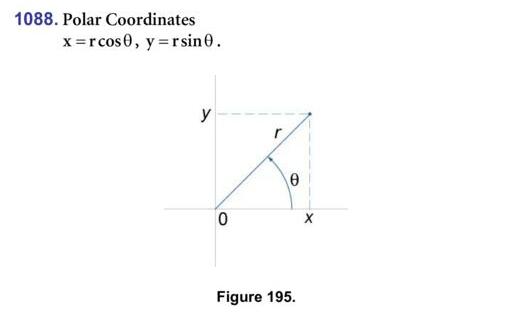 1088. Polar Coordinates
x = r cos θ, y = r sin θ.
y
r
θ
0
x
Figure 195.